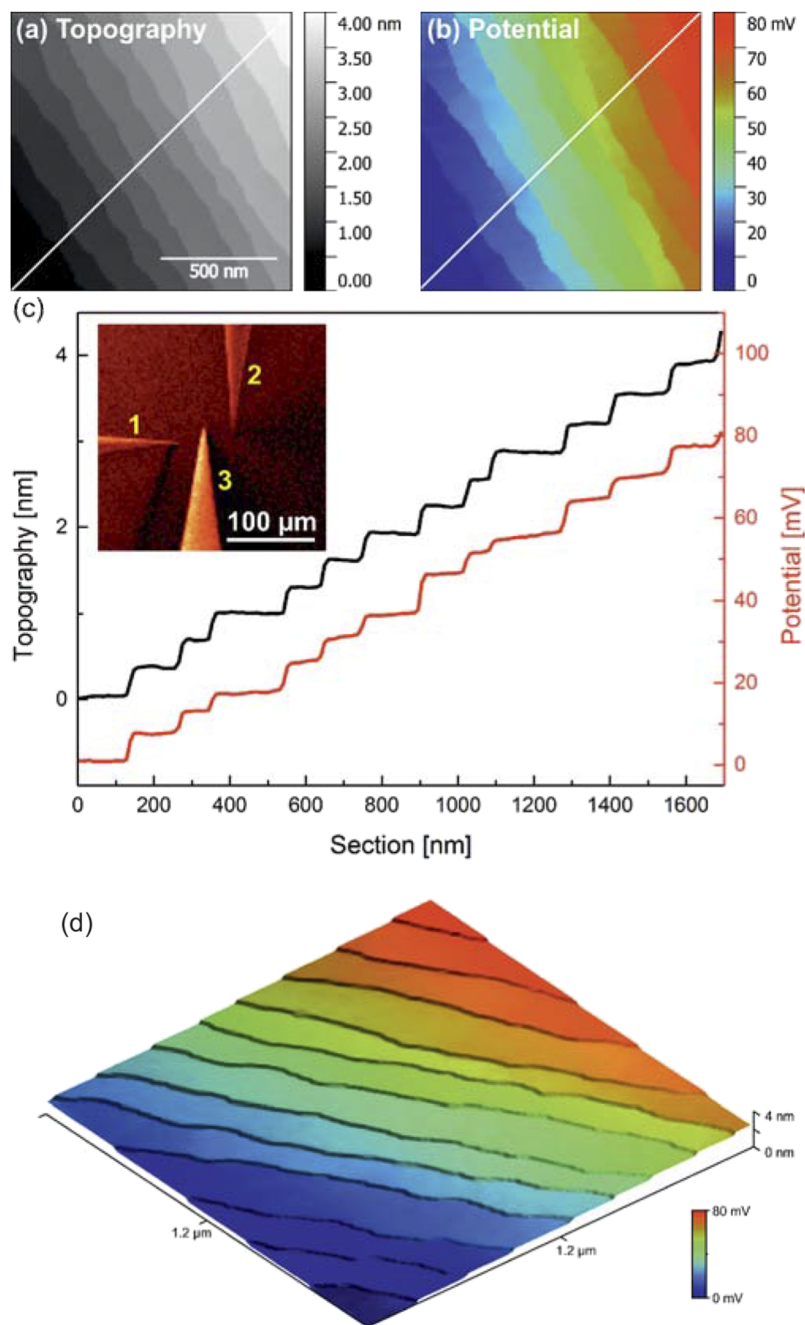 (a) Topography
4.00 nm
3.50
3.00
2.50
2.00
1.50
1.00
0.00
500 nm
(b) Potential
80 mV
70
60
50
40
30
20
0
(c)
4
2
0
Topography [nm]
1
2
3
100 µm
100
80
60
40
20
0
Potential [mV]
0 200 400 600 800 1000 1200 1400 1600
Section [nm]
(d)
4 nm
0 nm
1.2 µm
1.2 µm
80 mV
0 mV